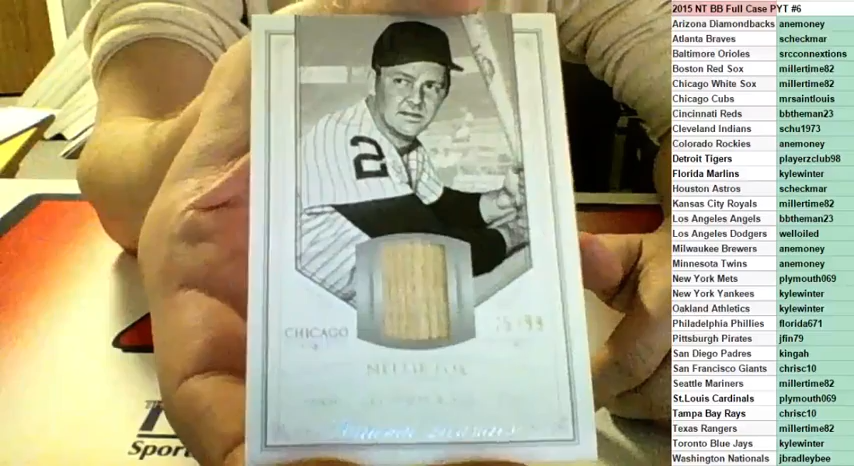 2015 NT BB Full Case PYT #6
Arizona Diamondbacks anemoney
Atlanta Braves scheckmar
Baltimore Orioles srcconnextions
Boston Red Sox millertime82
Chicago White Sox millertime82
Chicago Cubs mrsaintlouis
Cincinnati Reds bbtheman23
Cleveland Indians schu1973
Colorado Rockies anemoney
Detroit Tigers playerzclub98
Florida Marlins kylewinter
Houston Astros scheckmar
Kansas City Royals millertime82
Los Angeles Angels bbtheman23
Los Angeles Dodgers welloiled
Milwaukee Brewers anemoney
Minnesota Twins anemoney
New York Mets plymouth069
New York Yankees kylewinter
Oakland Athletics kylewinter
Philadelphia Phillies florida671
Pittsburgh Pirates jfin79
San Diego Padres kingah
San Francisco Giants chrisc10
Seattle Mariners millertime82
St.Louis Cardinals plymouth069
Tampa Bay Rays chrisc10
Texas Rangers millertime82
Toronto Blue Jays kylewinter
Washington Nationals jbradleybee
2
CHICAGO
NELLIE FOX
Spor